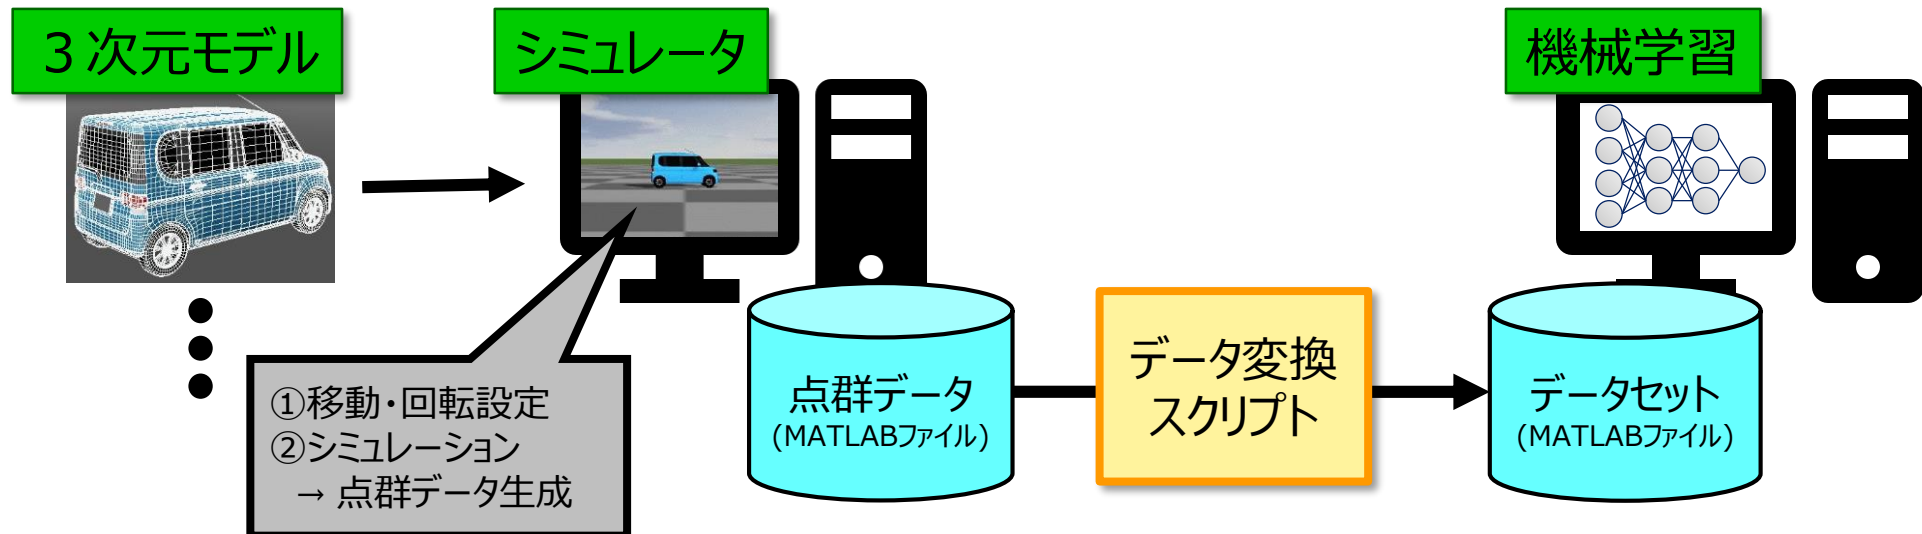 ３次元モデル
シミュレータ
機械学習
①移動・回転設定
②シミュレーション
→ 点群データ生成
点群データ
(MATLABファイル)
データ変換
スクリプト
データセット
(MATLABファイル)